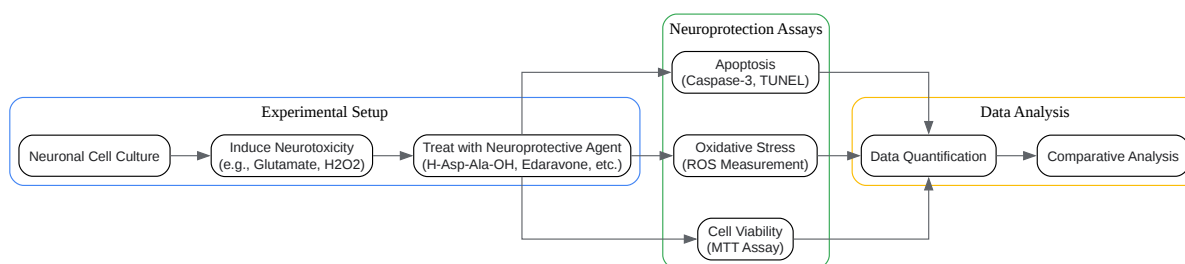 Neuroprotection Assays
Apoptosis
(Caspase-3, TUNEL)
Experimental Setup
Data Analysis
Neuronal Cell Culture
Induce Neurotoxicity
(e.g., Glutamate, H2O2)
Treat with Neuroprotective Agent
(H-Asp-Ala-OH, Edaravone, etc.)
Oxidative Stress
(ROS Measurement)
Data Quantification
Comparative Analysis
Cell Viability
(MTT Assay)